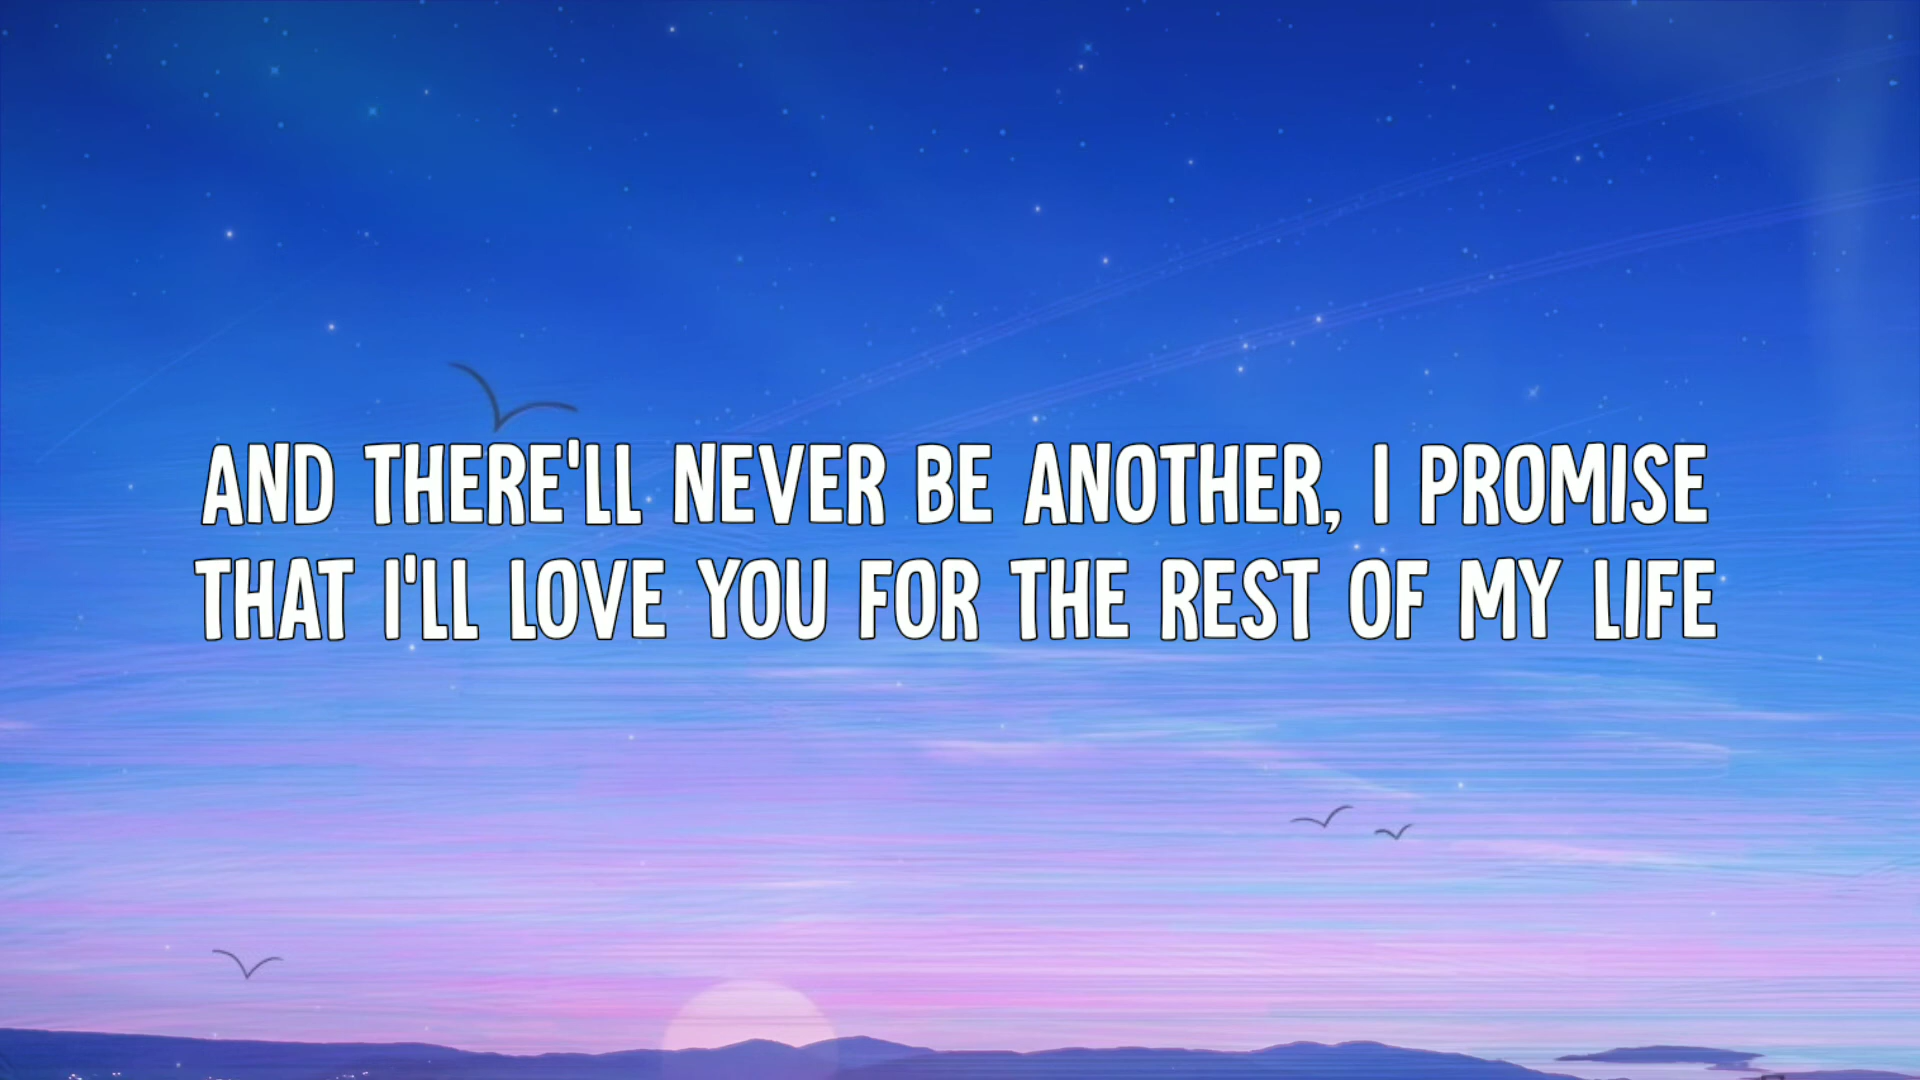 AND THERE'LL NEVER BE ANOTHER, I PROMISE
THAT I'LL LOVE YOU FOR THE REST OF MY LIFE